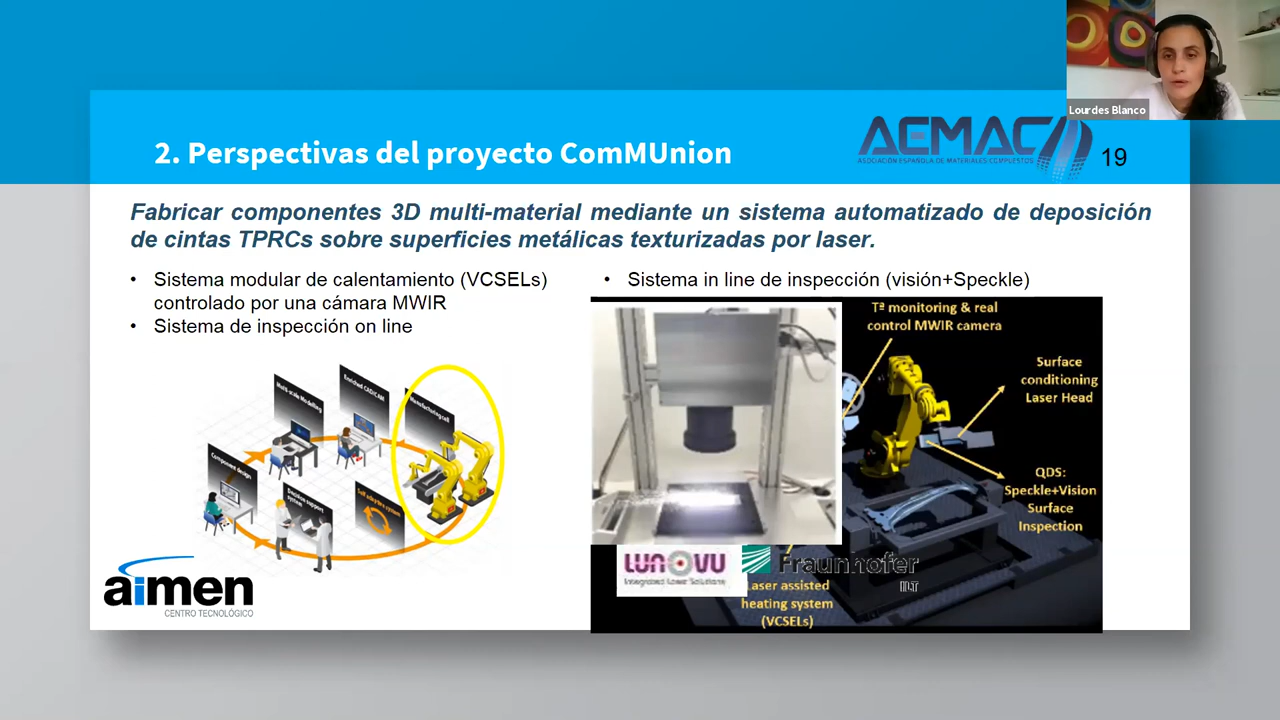 Lourdes Blanco
2. Perspectivas del proyecto ComMUnion
AEMAC
ASOCIACIÓN ESPAÑOLA DE MATERIALES COMPUESTOS
19
Fabricar componentes 3D multi-material mediante un sistema automatizado de deposición
de cintas TPRCs sobre superficies metálicas texturizadas por laser.
• Sistema modular de calentamiento (VCSELs)
controlado por una cámara MWIR
• Sistema de inspección on line
• Sistema in line de inspección (visión+Speckle)
Multi-scale Modelling
Enriched CAD/CAM
Manufacturing cell
Component design
Decision support
system
Self adaptive system
aimen
CENTRO TECNOLÓGICO
Tª monitoring & real
control MWIR camera
Surface
conditioning
Laser Head
QDS:
Speckle+Vision
Surface
Inspection
LUNOVU
Integrated Laser Solutions
Fraunhofer
ILT
Laser assisted
heating system
(VCSELs)